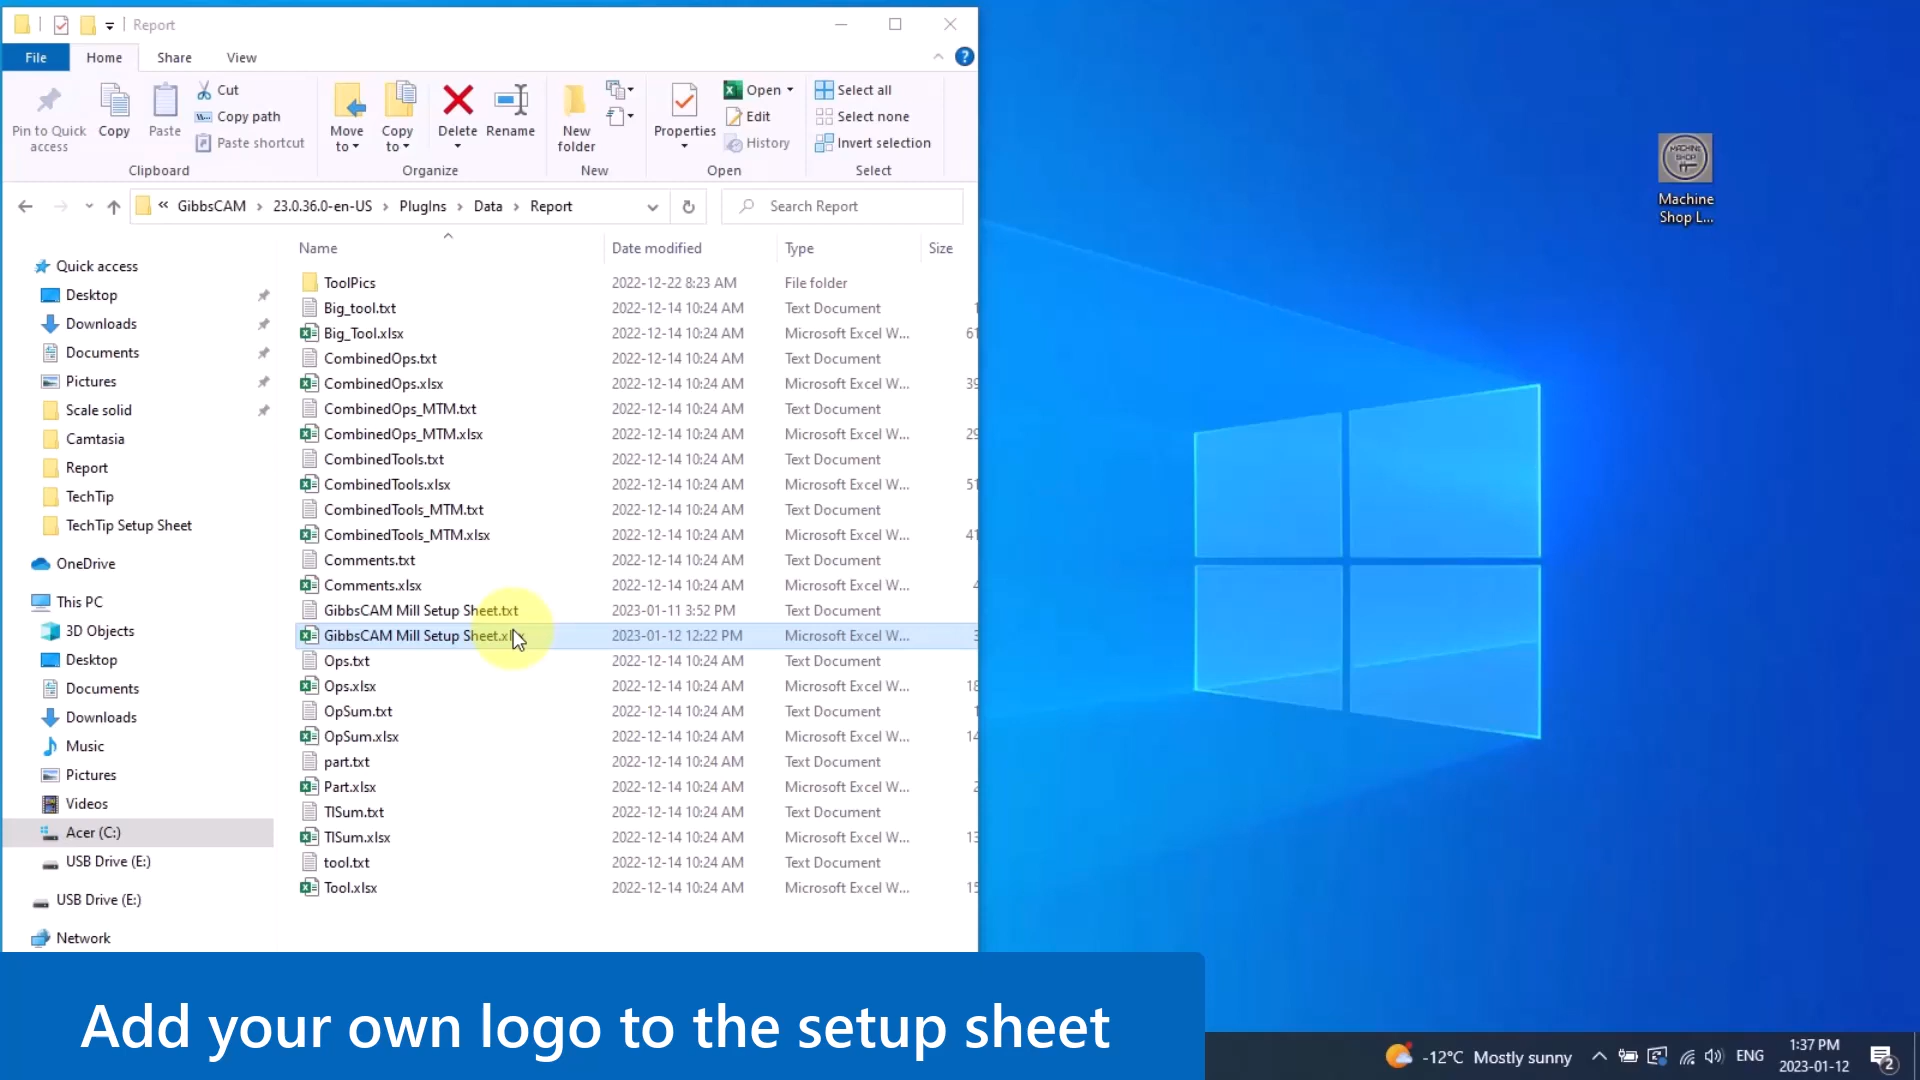 Report
File Home Share View
Pin to Quick access
Copy
Paste
Cut
Copy path
Paste shortcut
Clipboard
Move to
Copy to
Delete
Rename
Organize
New folder
New
Properties
Open
Edit
History
Open
Select all
Select none
Invert selection
Select
« GibbsCAM › 23.0.36.0-en-US › PlugIns › Data › Report
Search Report
Quick access
Desktop
Downloads
Documents
Pictures
Scale solid
Camtasia
Report
TechTip
TechTip Setup Sheet
OneDrive
This PC
3D Objects
Desktop
Documents
Downloads
Music
Pictures
Videos
Acer (C:)
USB Drive (E:)
USB Drive (E:)
Network
Name Date modified Type Size
ToolPics 2022-12-22 8:23 AM File folder
Big_tool.txt 2022-12-14 10:24 AM Text Document 1
Big_Tool.xlsx 2022-12-14 10:24 AM Microsoft Excel W... 61
CombinedOps.txt 2022-12-14 10:24 AM Text Document
CombinedOps.xlsx 2022-12-14 10:24 AM Microsoft Excel W... 39
CombinedOps_MTM.txt 2022-12-14 10:24 AM Text Document
CombinedOps_MTM.xlsx 2022-12-14 10:24 AM Microsoft Excel W... 29
CombinedTools.txt 2022-12-14 10:24 AM Text Document
CombinedTools.xlsx 2022-12-14 10:24 AM Microsoft Excel W... 51
CombinedTools_MTM.txt 2022-12-14 10:24 AM Text Document
CombinedTools_MTM.xlsx 2022-12-14 10:24 AM Microsoft Excel W... 41
Comments.txt 2022-12-14 10:24 AM Text Document
Comments.xlsx 2022-12-14 10:24 AM Microsoft Excel W...
GibbsCAM Mill Setup Sheet.txt 2023-01-11 3:52 PM Text Document
GibbsCAM Mill Setup Sheet.xlsx 2023-01-12 12:22 PM Microsoft Excel W...
Ops.txt 2022-12-14 10:24 AM Text Document
Ops.xlsx 2022-12-14 10:24 AM Microsoft Excel W... 18
OpSum.txt 2022-12-14 10:24 AM Text Document 1
OpSum.xlsx 2022-12-14 10:24 AM Microsoft Excel W... 14
part.txt 2022-12-14 10:24 AM Text Document
Part.xlsx 2022-12-14 10:24 AM Microsoft Excel W... 2
TlSum.txt 2022-12-14 10:24 AM Text Document
TlSum.xlsx 2022-12-14 10:24 AM Microsoft Excel W... 13
tool.txt 2022-12-14 10:24 AM Text Document
Tool.xlsx 2022-12-14 10:24 AM Microsoft Excel W... 15
MACHINE
SHOP
Machine
Shop L...
Add your own logo to the setup sheet
-12°C Mostly sunny
ENG
1:37 PM
2023-01-12
2